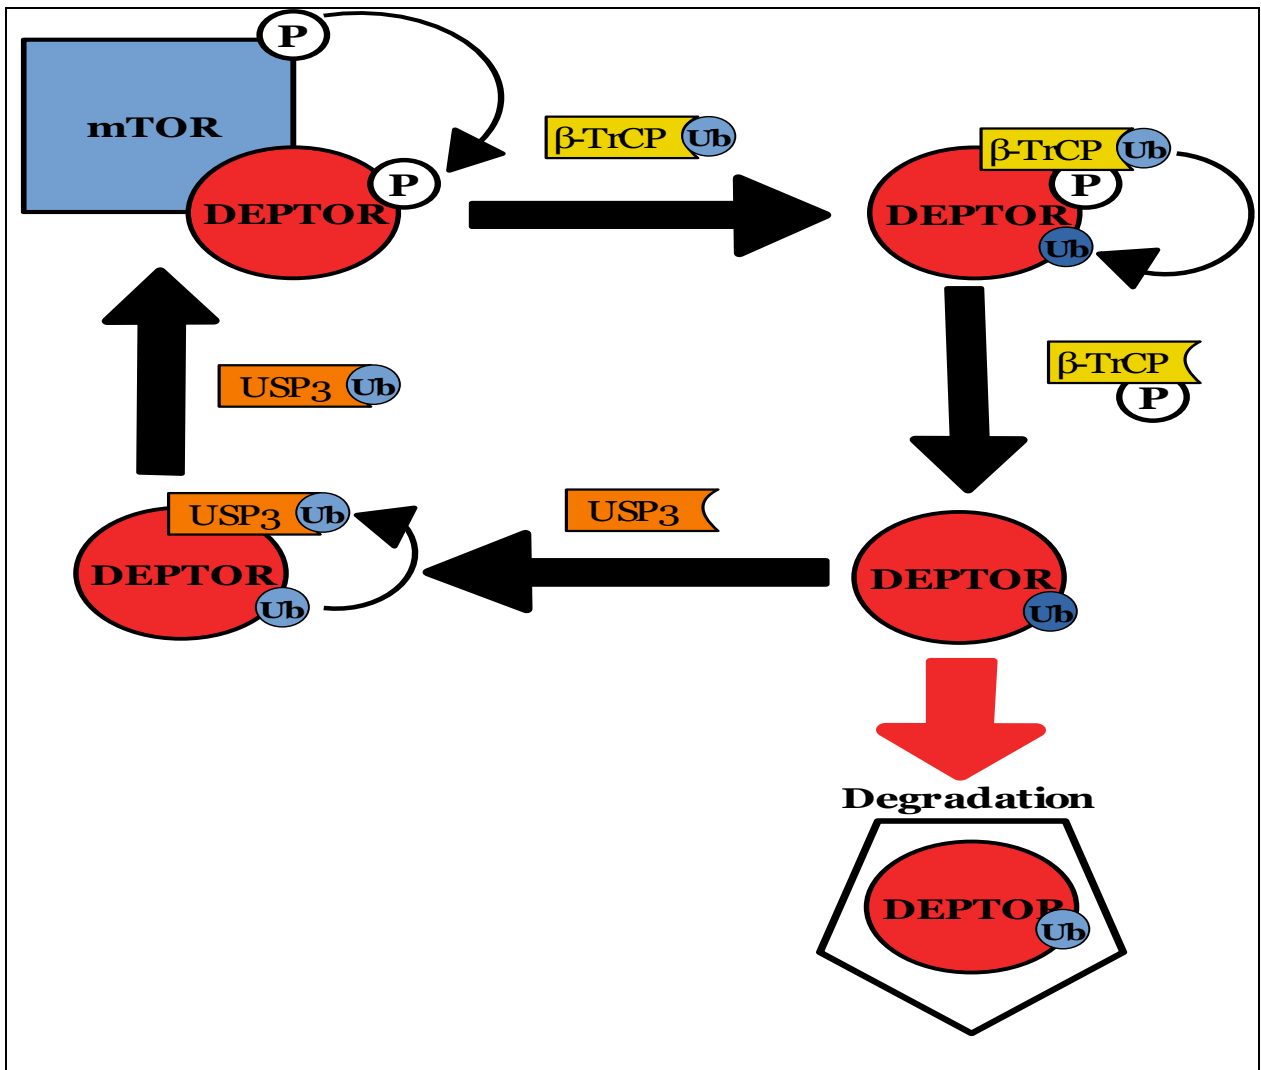 P
mTOR
DEPTOR
P
β-TrCP Ub
β-TrCP Ub
P
DEPTOR
Ub
β-TrCP
P
USP3 Ub
USP3 Ub
DEPTOR
Ub
USP3
DEPTOR
Ub
Degradation
DEPTOR
Ub